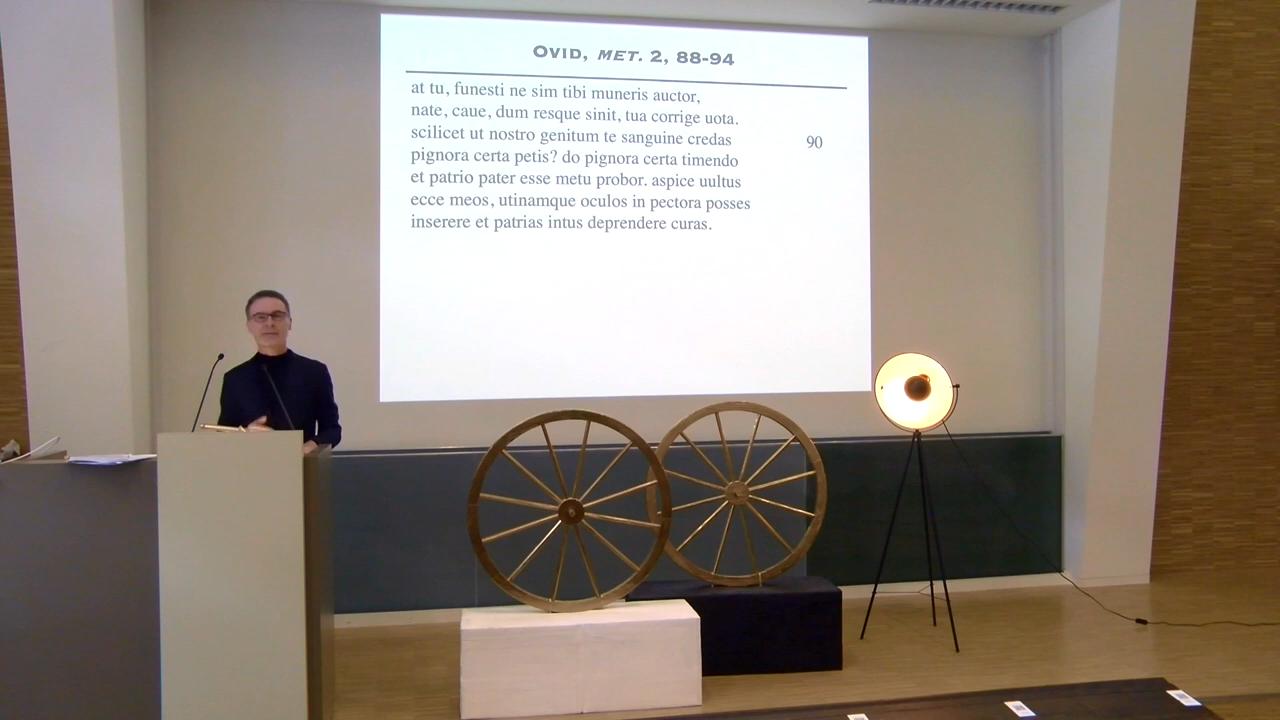 OVID, MET. 2, 88-94
at tu, funesti ne sim tibi muneris auctor,
nate, caue, dum resque sinit, tua corrige uota.
scilicet ut nostro genitum te sanguine credas 90
pignora certa petis? do pignora certa timendo
et patrio pater esse metu probor. aspice uultus
ecce meos, utinamque oculos in pectora posses
inserere et patrias intus deprendere curas.